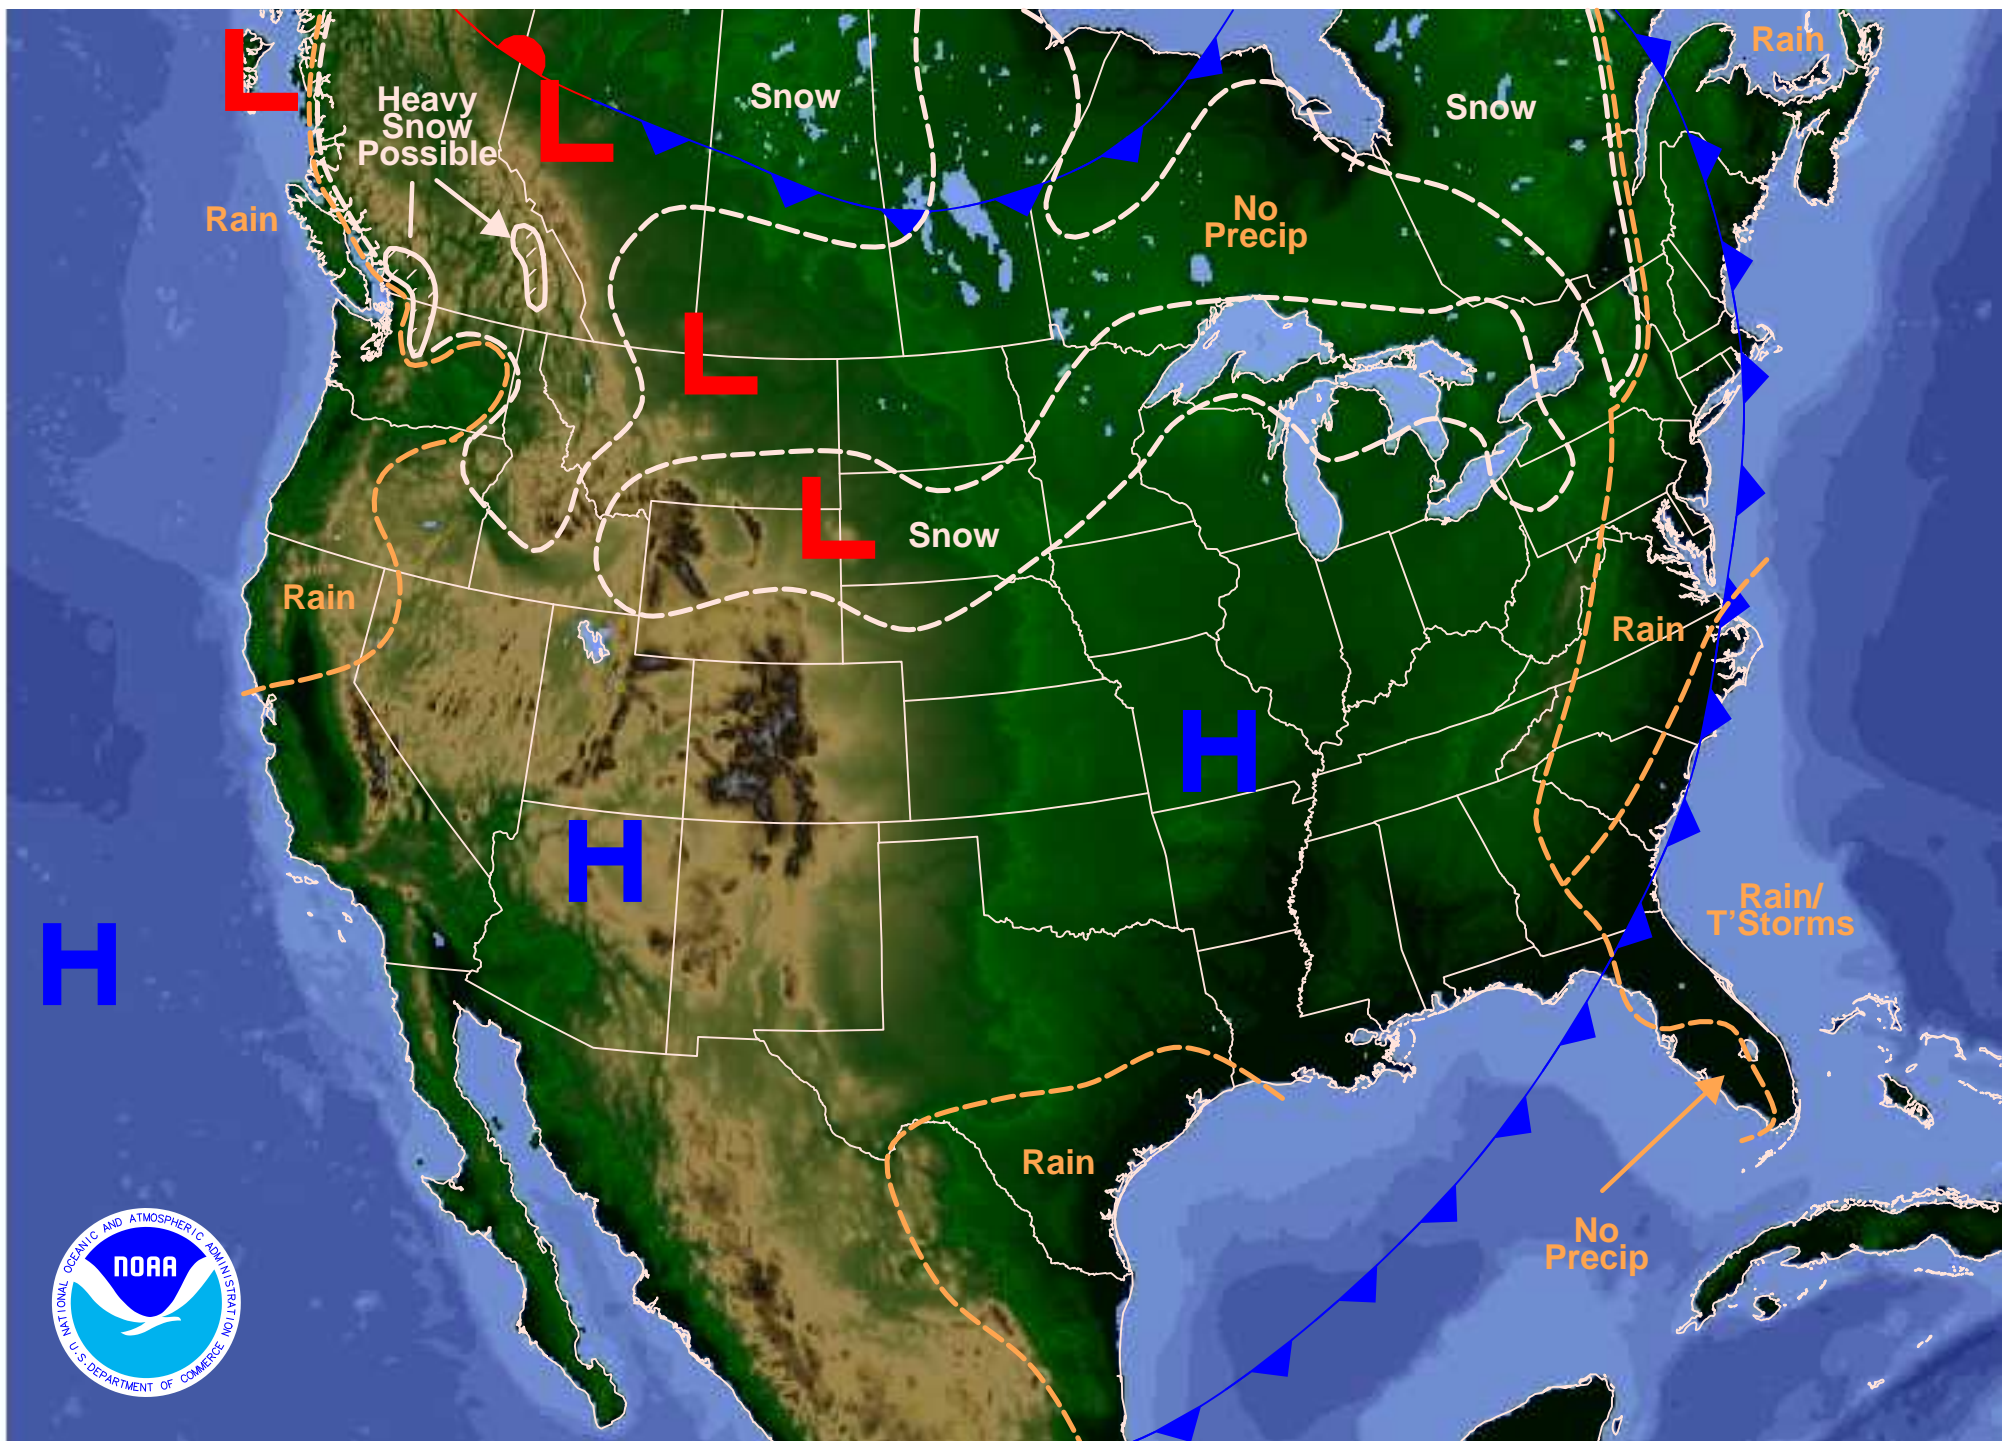 L
Rain
Heavy
Snow
Possible
L
Snow
Snow
Rain
No
Precip
L
L
Snow
Rain
Rain
H
H
H
Rain/
T'Storms
Rain
No
Precip
NATIONAL OCEANIC AND ATMOSPHERIC ADMINISTRATION
NOAA
U.S. DEPARTMENT OF COMMERCE